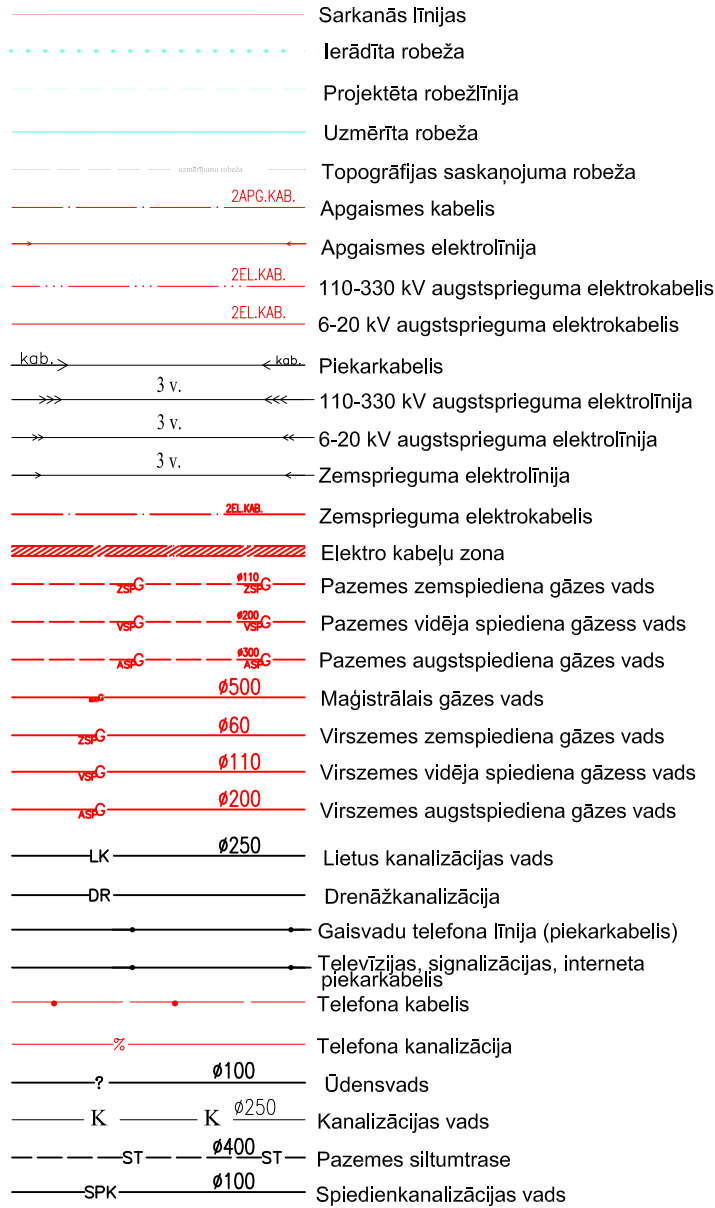 Sarkanās līnijas
Ierādīta robeža
Projektēta robežlīnija
Uzmērīta robeža
uzmērījumu robeža Topogrāfijas saskaņojuma robeža
2APG.KAB. Apgaismes kabelis
Apgaismes elektrolīnija
2EL.KAB. 110-330 kV augstsprieguma elektrokabelis
2EL.KAB. 6-20 kV augstsprieguma elektrokabelis
kab. kab. Piekarkabelis
3 v. 110-330 kV augstsprieguma elektrolīnija
3 v. 6-20 kV augstsprieguma elektrolīnija
3 v. Zemsprieguma elektrolīnija
2EL.KAB. Zemsprieguma elektrokabelis
Elektro kabeļu zona
ZSPG ø110 ZSPG Pazemes zemspiediena gāzes vads
VSPG ø200 VSPG Pazemes vidēja spiediena gāzess vads
ASPG ø300 ASPG Pazemes augstspiediena gāzes vads
G ø500 Maģistrālais gāzes vads
ZSPG ø60 Virszemes zemspiediena gāzes vads
VSPG ø110 Virszemes vidēja spiediena gāzess vads
ASPG ø200 Virszemes augstspiediena gāzes vads
LK ø250 Lietus kanalizācijas vads
DR Drenāžkanalizācija
Gaisvadu telefona līnija (piekarkabelis)
Televīzijas, signalizācijas, interneta
piekarkabelis
Telefona kabelis
% Telefona kanalizācija
? ø100 Ūdensvads
K K ø250 Kanalizācijas vads
ST ø400 ST Pazemes siltumtrase
SPK ø100 Spiedienkanalizācijas vads